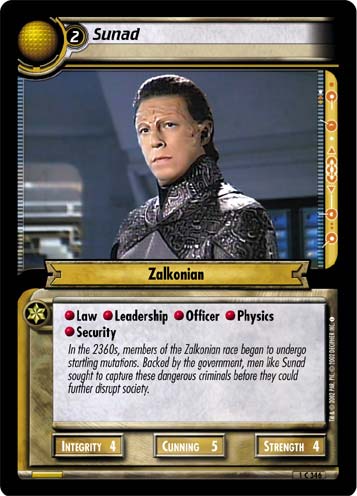 2 Sunad
Zalkonian
Law Leadership Officer Physics
Security
In the 2360s, members of the Zalkonian race began to undergo
startling mutations. Backed by the government, men like Sunad
sought to capture these dangerous criminals before they could
further disrupt society.
INTEGRITY 4 CUNNING 5 STRENGTH 4
1 C 346